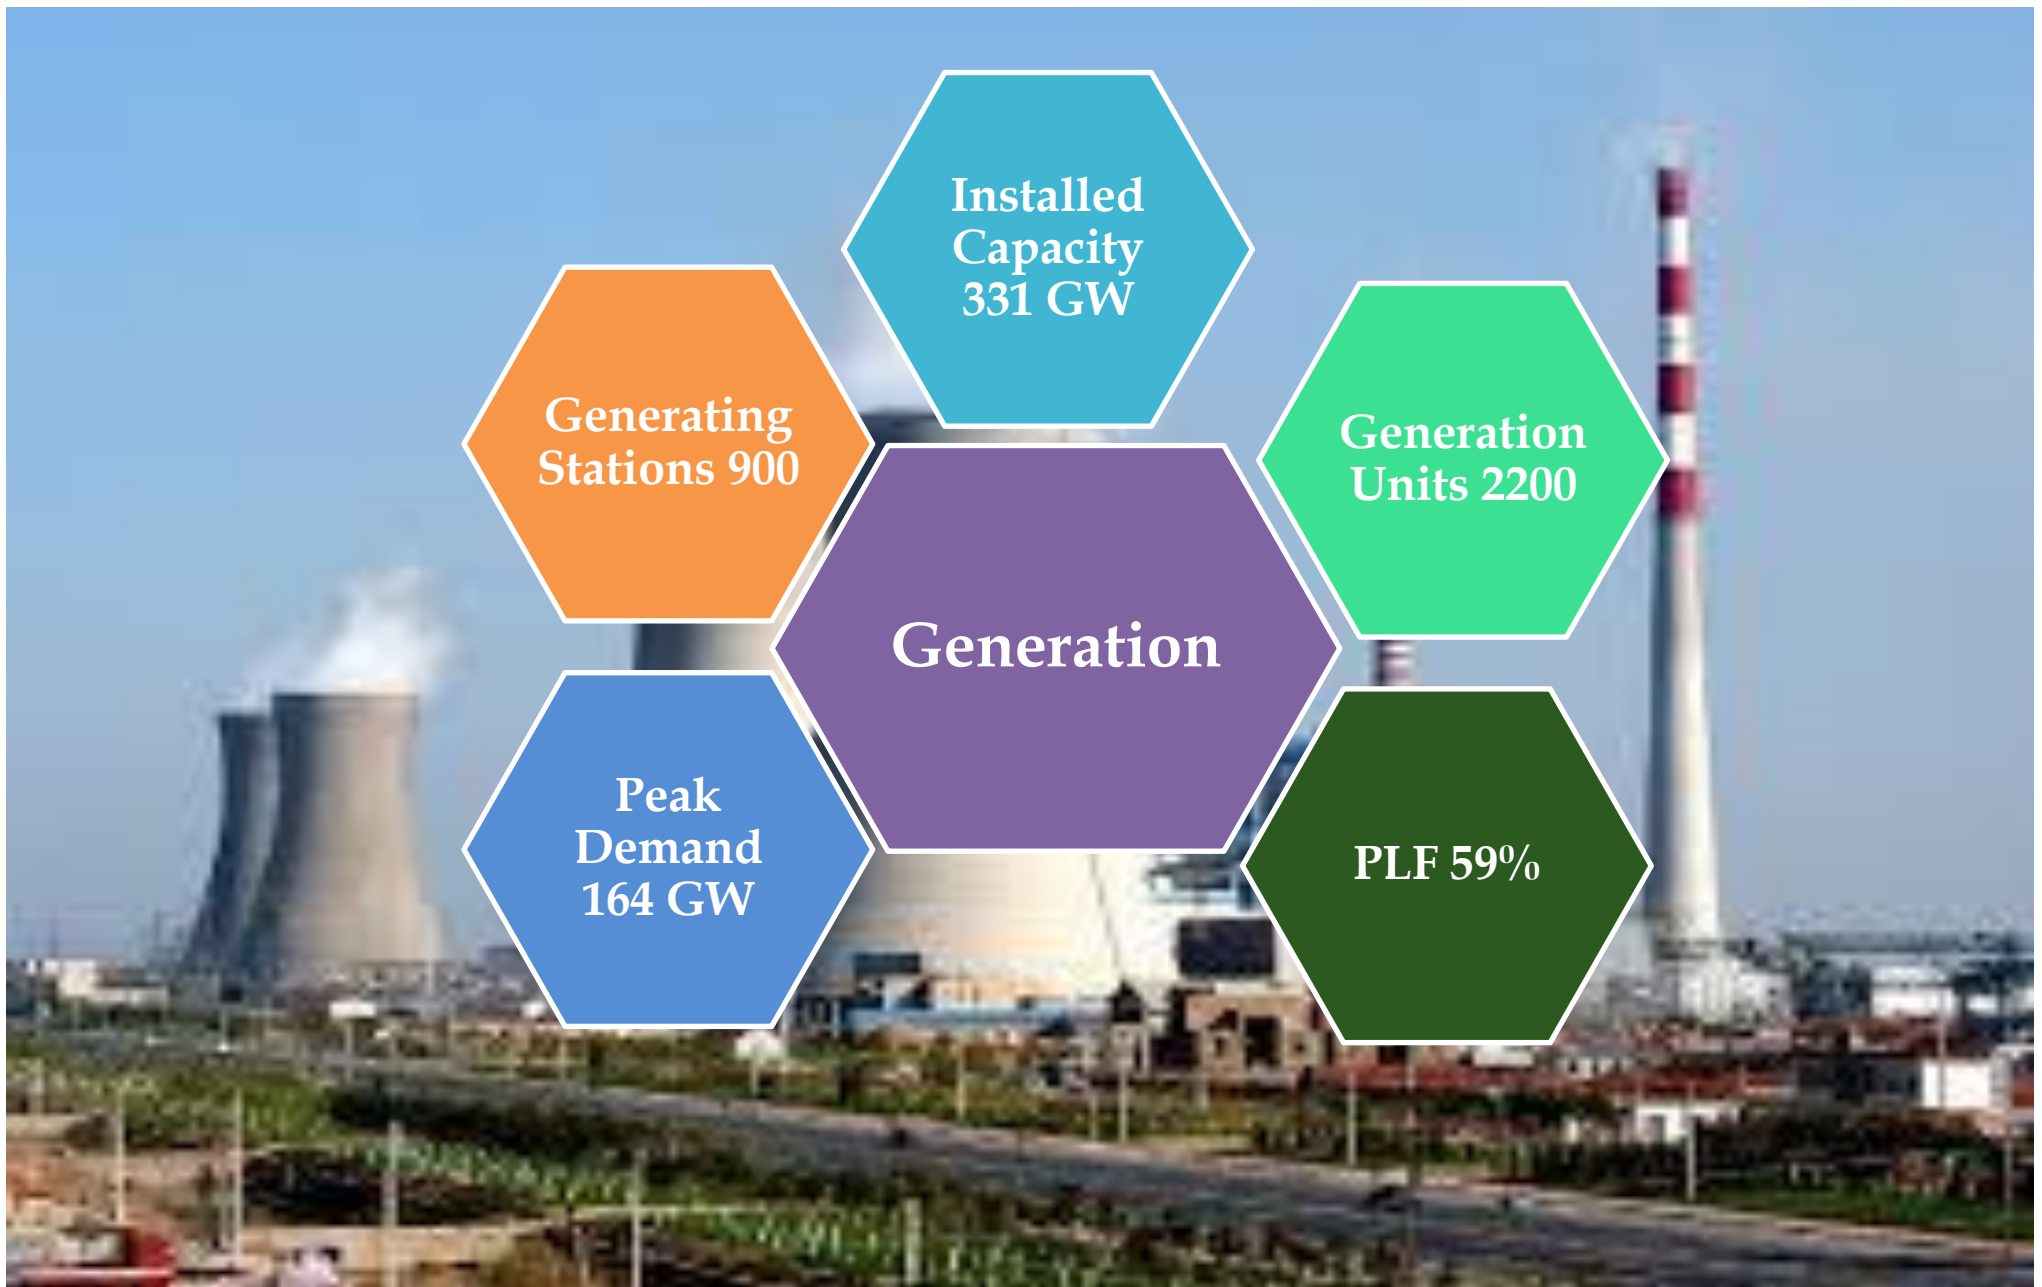 Installed
Capacity
331 GW
Generating
Stations 900
Generation
Units 2200
Generation
Peak
Demand
164 GW
PLF 59%